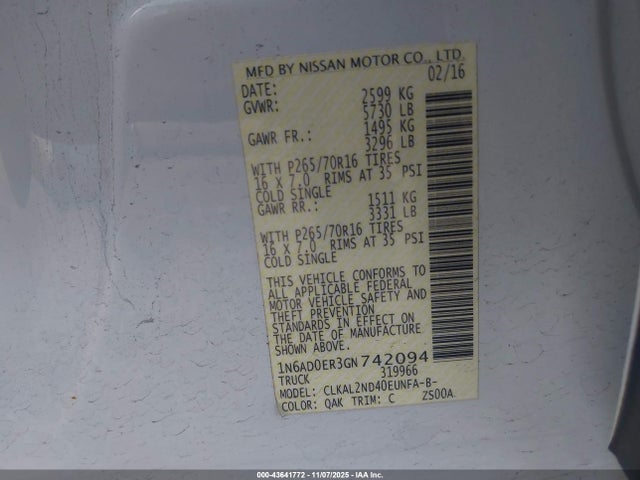 MFD BY NISSAN MOTOR CO., LTD.
DATE: 02/16
GVWR: 2599 KG
5730 LB
GAWR FR.: 1495 KG
3296 LB
WITH P265/70R16 TIRES
16 X 7.0 RIMS AT 35 PSI
COLD SINGLE
GAWR RR.: 1511 KG
3331 LB
WITH P265/70R16 TIRES
16 X 7.0 RIMS AT 35 PSI
COLD SINGLE
THIS VEHICLE CONFORMS TO
ALL APPLICABLE FEDERAL
MOTOR VEHICLE SAFETY AND
THEFT PREVENTION
STANDARDS IN EFFECT ON
THE DATE OF MANUFACTURE
SHOWN ABOVE.
1N6AD0ER3GN742094
TRUCK 319966
MODEL: CLKAL2ND40EUNFA-B-
COLOR: QAK TRIM: C ZS00A
000-43641772 - 11/07/2025 - IAA Inc.